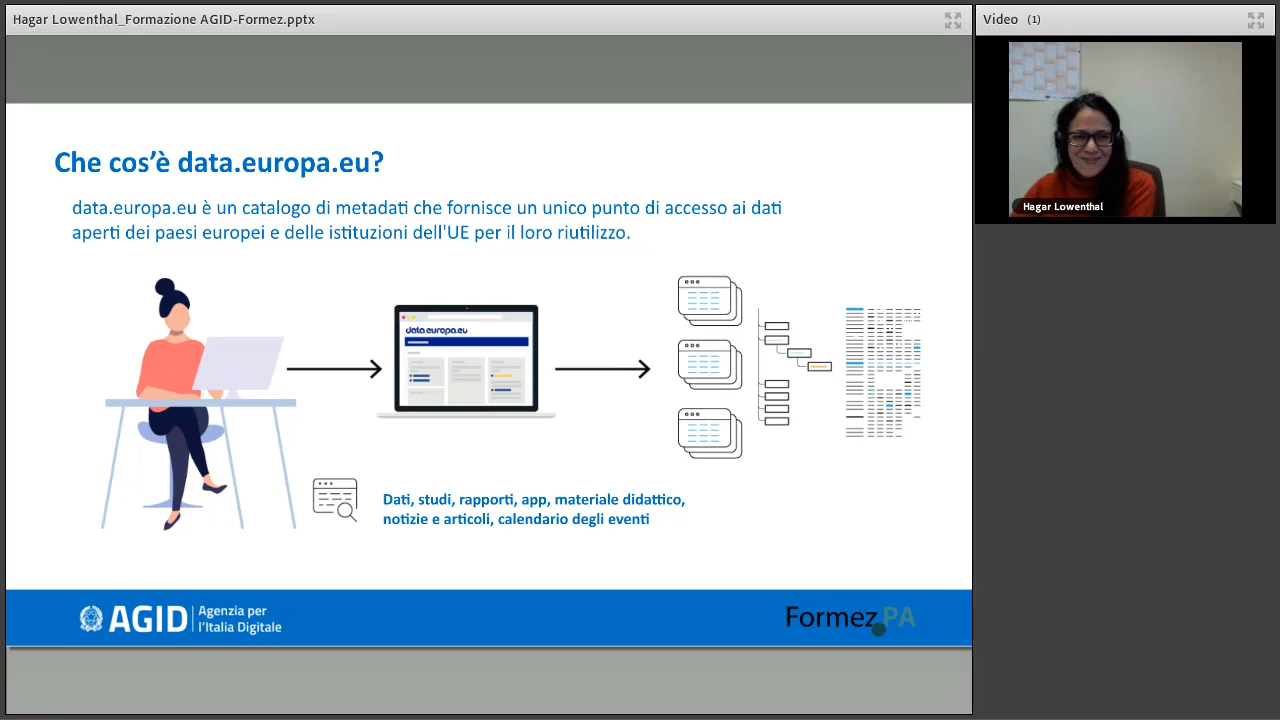 Hagar Lowenthal_Formazione AGID-Formez.pptx
Video (1)
Hagar Lowenthal
Che cos’è data.europa.eu?
data.europa.eu è un catalogo di metadati che fornisce un unico punto di accesso ai dati
aperti dei paesi europei e delle istituzioni dell'UE per il loro riutilizzo.
data.europa.eu
Dati, studi, rapporti, app, materiale didattico,
notizie e articoli, calendario degli eventi
AGID
Agenzia per
l’Italia Digitale
Formez PA